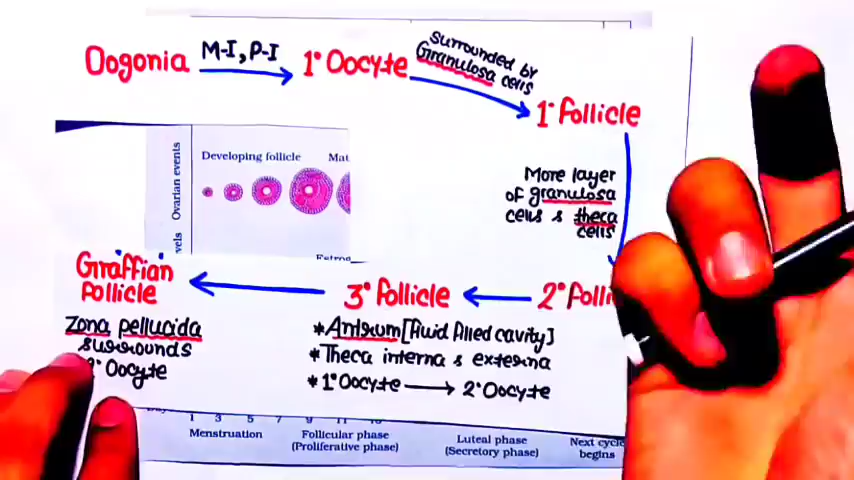 Oogonia
M-I, P-I
1° Oocyte
Surrounded by
Granulosa cells
1° follicle
Ovarian events
Developing follicle
Mat
More layer
of granulosa
cells & theca
cells
vels
Graffian
follicle
3° follicle
2° folli
Zona pellucida
surrounds
2° Oocyte
*Antrum [fluid filled cavity]
*Theca interna & externa
*1° Oocyte → 2° Oocyte
1 3 5 7 9 11
Menstruation
Follicular phase
(Proliferative phase)
Luteal phase
(Secretory phase)
Next cycle
begins